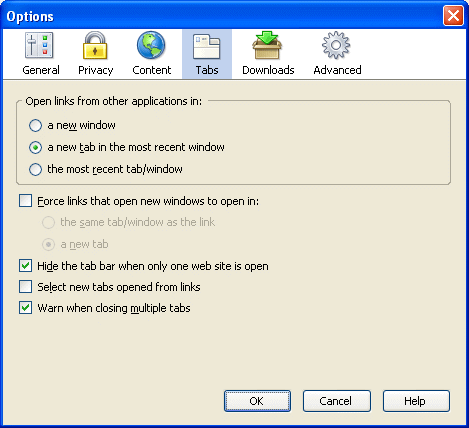 Options
General Privacy Content Tabs Downloads Advanced
Open links from other applications in:
a new window
a new tab in the most recent window
the most recent tab/window
Force links that open new windows to open in:
the same tab/window as the link
a new tab
Hide the tab bar when only one web site is open
Select new tabs opened from links
Warn when closing multiple tabs
OK Cancel Help